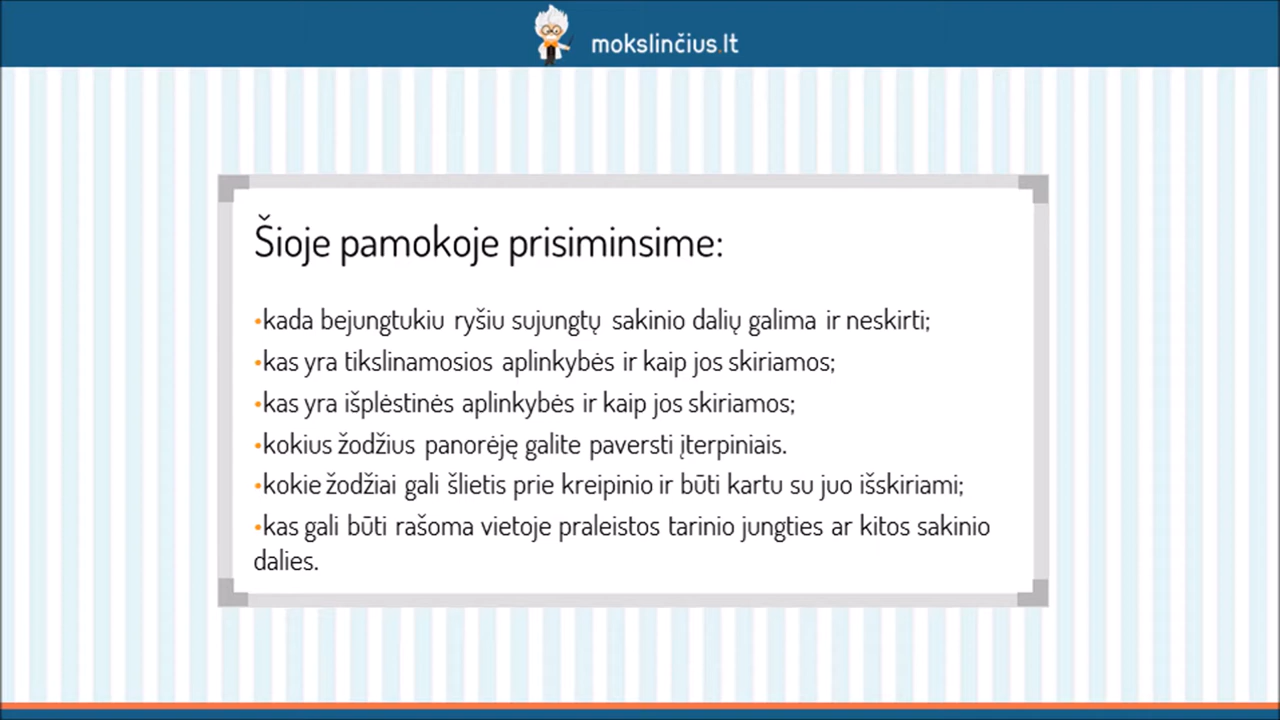 mokslinčius.lt
Šioje pamokoje prisiminsime:
•kada bejungtukiu ryšiu sujungtų sakinio dalių galima ir neskirti;
•kas yra tikslinamosios aplinkybės ir kaip jos skiriamos;
•kas yra išplėstinės aplinkybės ir kaip jos skiriamos;
•kokius žodžius panorėję galite paversti įterpiniais.
•kokie žodžiai gali šlietis prie kreipinio ir būti kartu su juo išskiriami;
•kas gali būti rašoma vietoje praleistos tarinio jungties ar kitos sakinio
dalies.